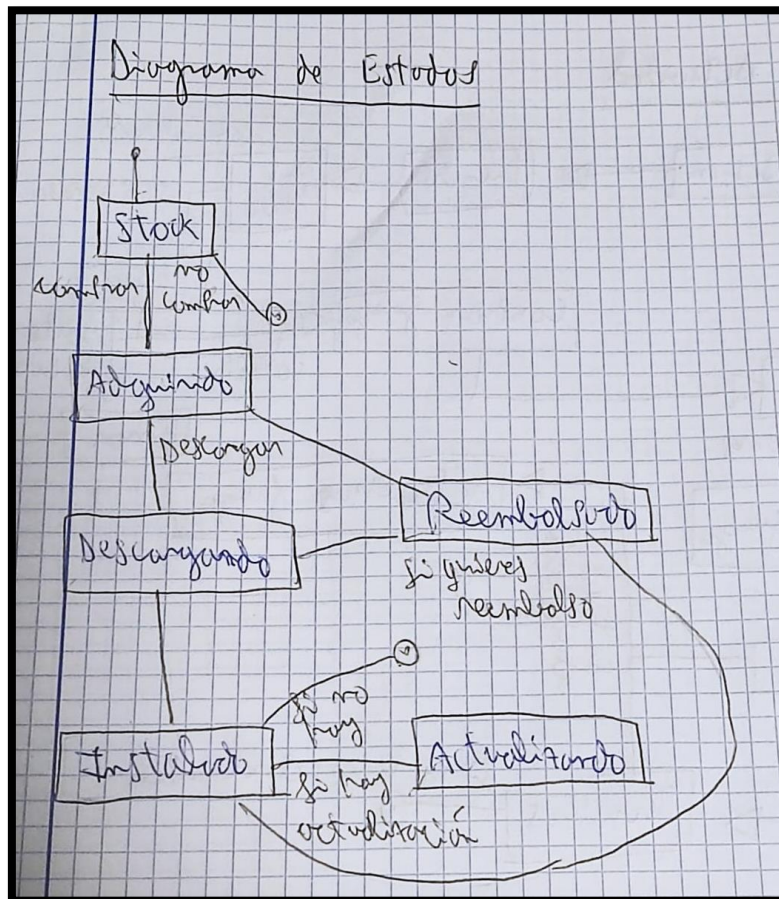 Diagrama de Estados
Stock
comprar
no
comprar
Adquirido
Descargar
Reembolsado
Descargando
si quieres
reembolso
si no
hay
Instalado
Actualizando
si hay
actualización